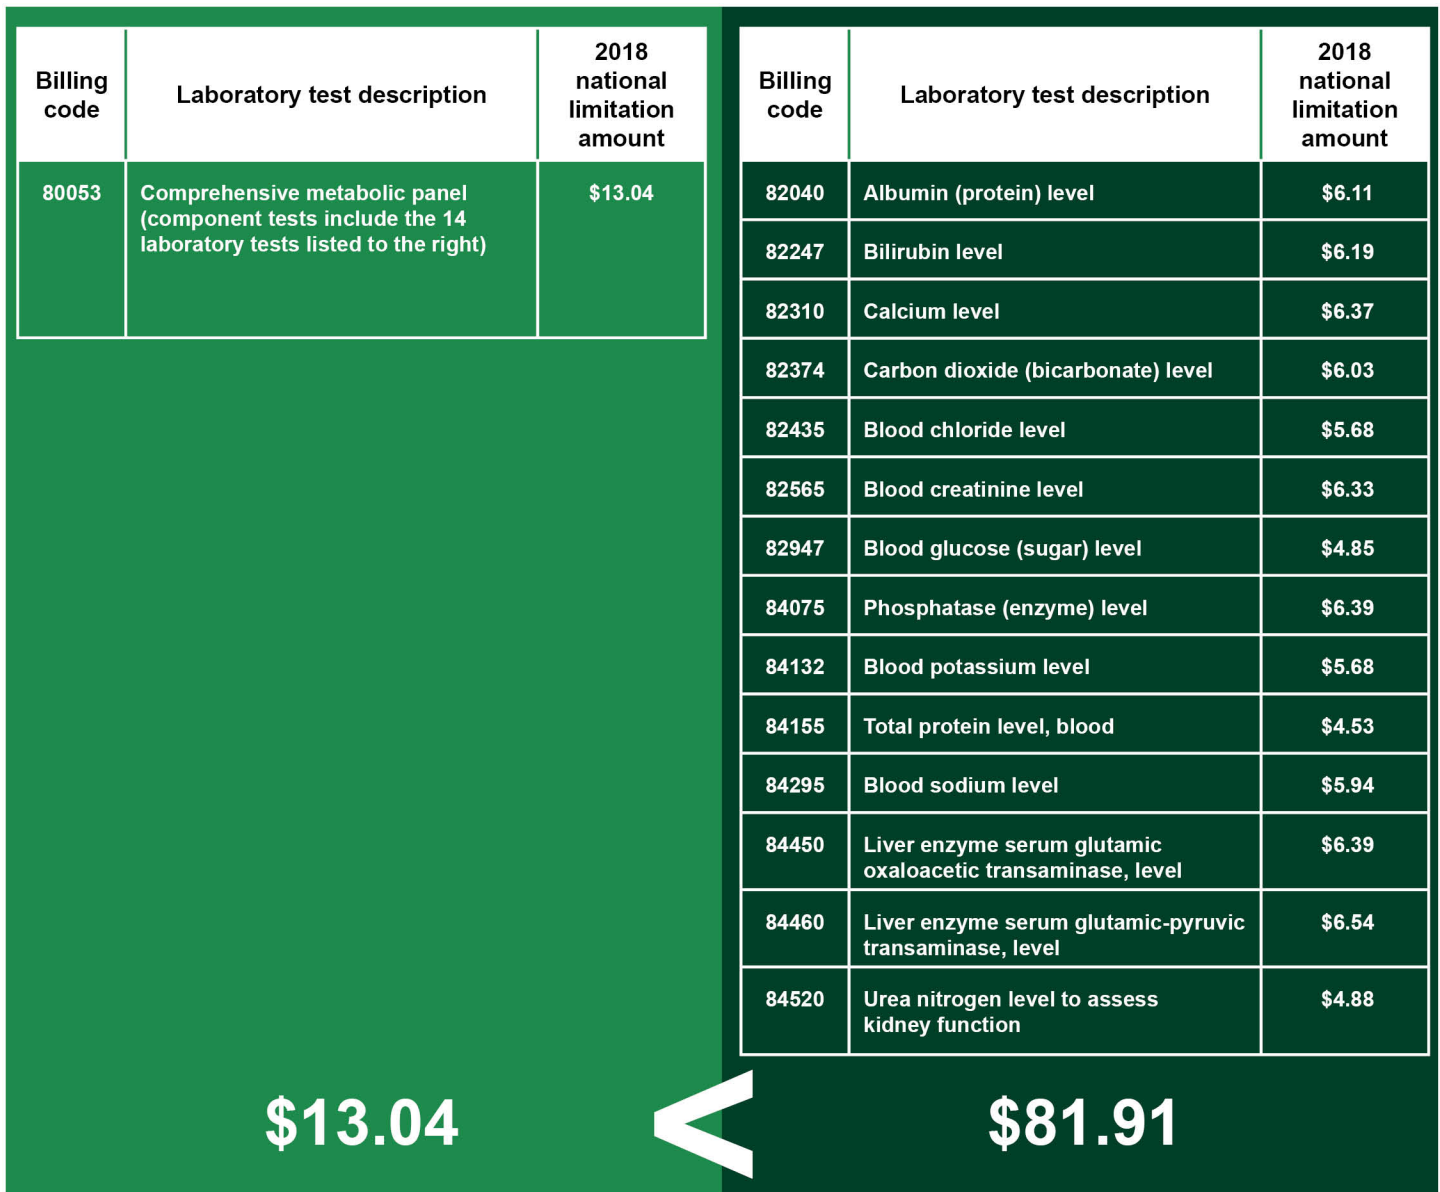 Billing
code
Laboratory test description
2018
national
limitation
amount
80053
Comprehensive metabolic panel
(component tests include the 14
laboratory tests listed to the right)
$13.04
$13.04
<
Billing
code
Laboratory test description
2018
national
limitation
amount
82040
Albumin (protein) level
$6.11
82247
Bilirubin level
$6.19
82310
Calcium level
$6.37
82374
Carbon dioxide (bicarbonate) level
$6.03
82435
Blood chloride level
$5.68
82565
Blood creatinine level
$6.33
82947
Blood glucose (sugar) level
$4.85
84075
Phosphatase (enzyme) level
$6.39
84132
Blood potassium level
$5.68
84155
Total protein level, blood
$4.53
84295
Blood sodium level
$5.94
84450
Liver enzyme serum glutamic
oxaloacetic transaminase, level
$6.39
84460
Liver enzyme serum glutamic-pyruvic
transaminase, level
$6.54
84520
Urea nitrogen level to assess
kidney function
$4.88
$81.91